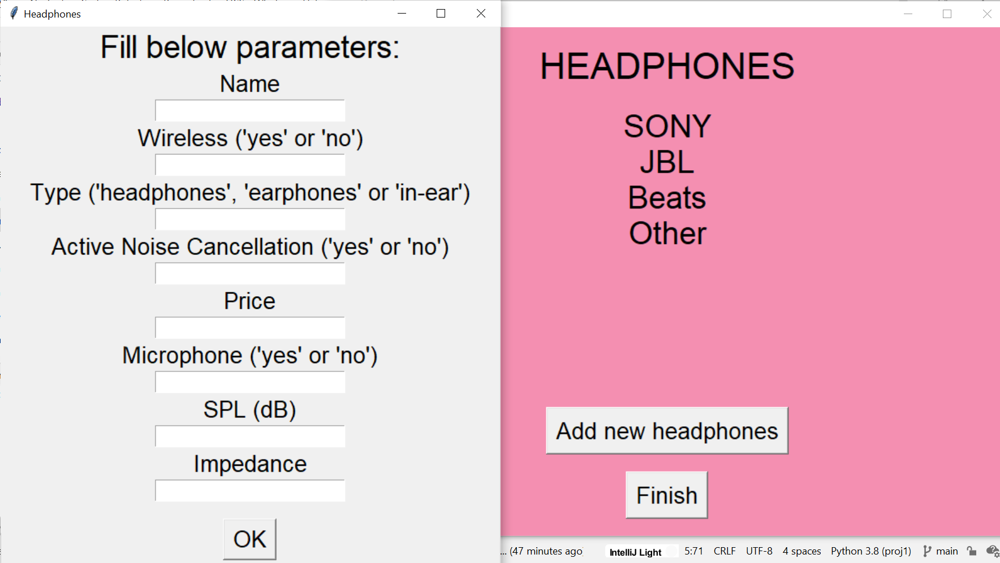 Headphones
Fill below parameters:
Name
Wireless ('yes' or 'no')
Type ('headphones', 'earphones' or 'in-ear')
Active Noise Cancellation ('yes' or 'no')
Price
Microphone ('yes' or 'no')
SPL (dB)
Impedance
OK
HEADPHONES
SONY
JBL
Beats
Other
Add new headphones
Finish
... (47 minutes ago) IntelliJ Light 5:71 CRLF UTF-8 4 spaces Python 3.8 (proj1) main